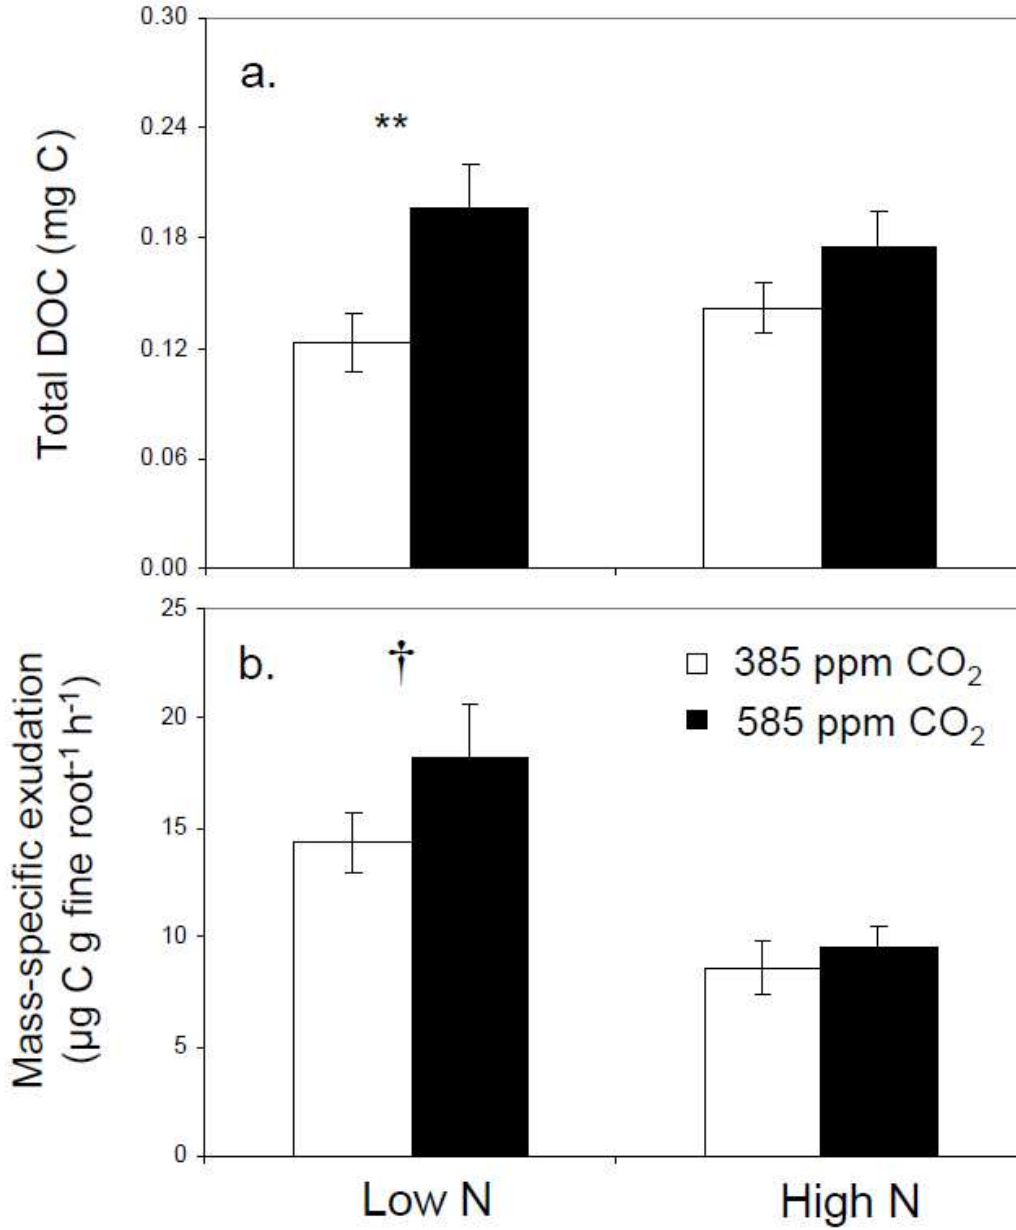 0.30
a.
**
0.24
0.18
0.12
0.06
0.00
Total DOC (mg C)
25
b.
†
385 ppm CO₂
585 ppm CO₂
20
15
10
5
0
Mass-specific exudation
(µg C g fine root⁻¹ h⁻¹)
Low N
High N